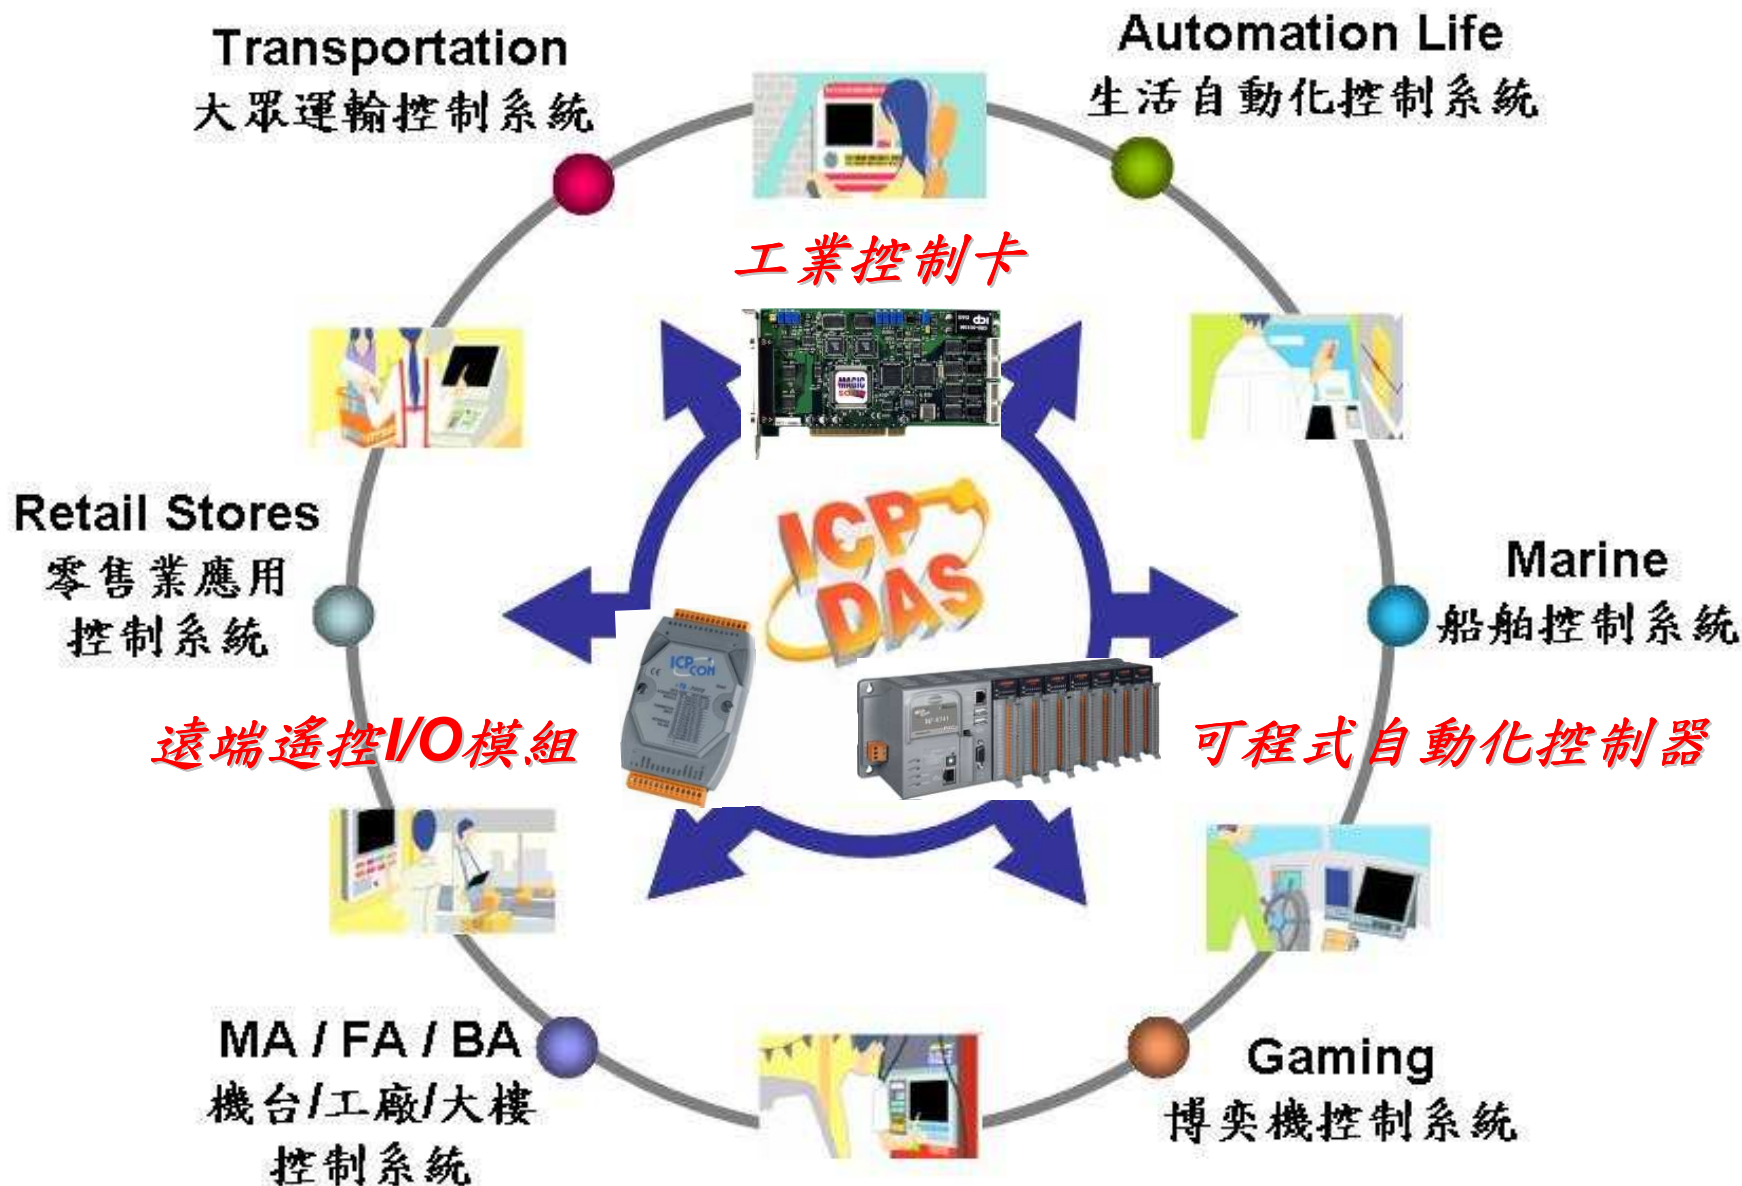 Transportation
大眾運輸控制系統
Automation Life
生活自動化控制系統
工業控制卡
MAGIC
ICP
DAS
Retail Stores
零售業應用
控制系統
Marine
船舶控制系統
ICP
CON
遠端遙控I/O模組
可程式自動化控制器
MA / FA / BA
機台/工廠/大樓
控制系統
Gaming
博奕機控制系統